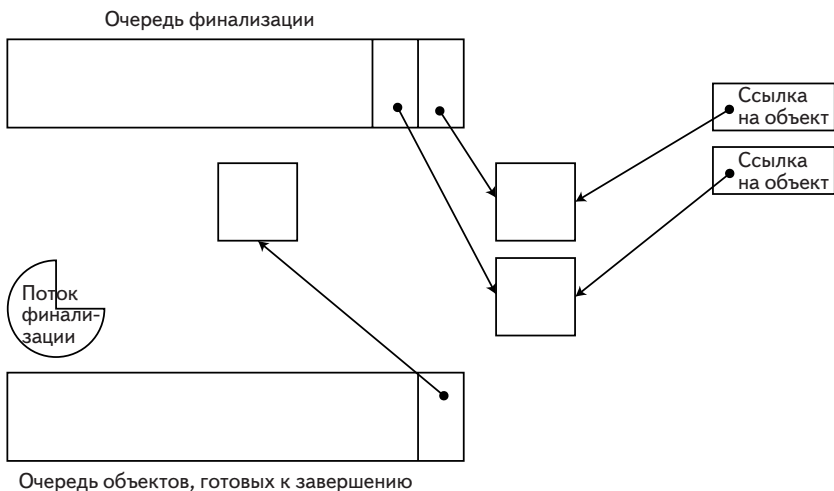 Очередь финализации
Ссылка
на объект
Ссылка
на объект
Поток
финали-
зации
Очередь объектов, готовых к завершению